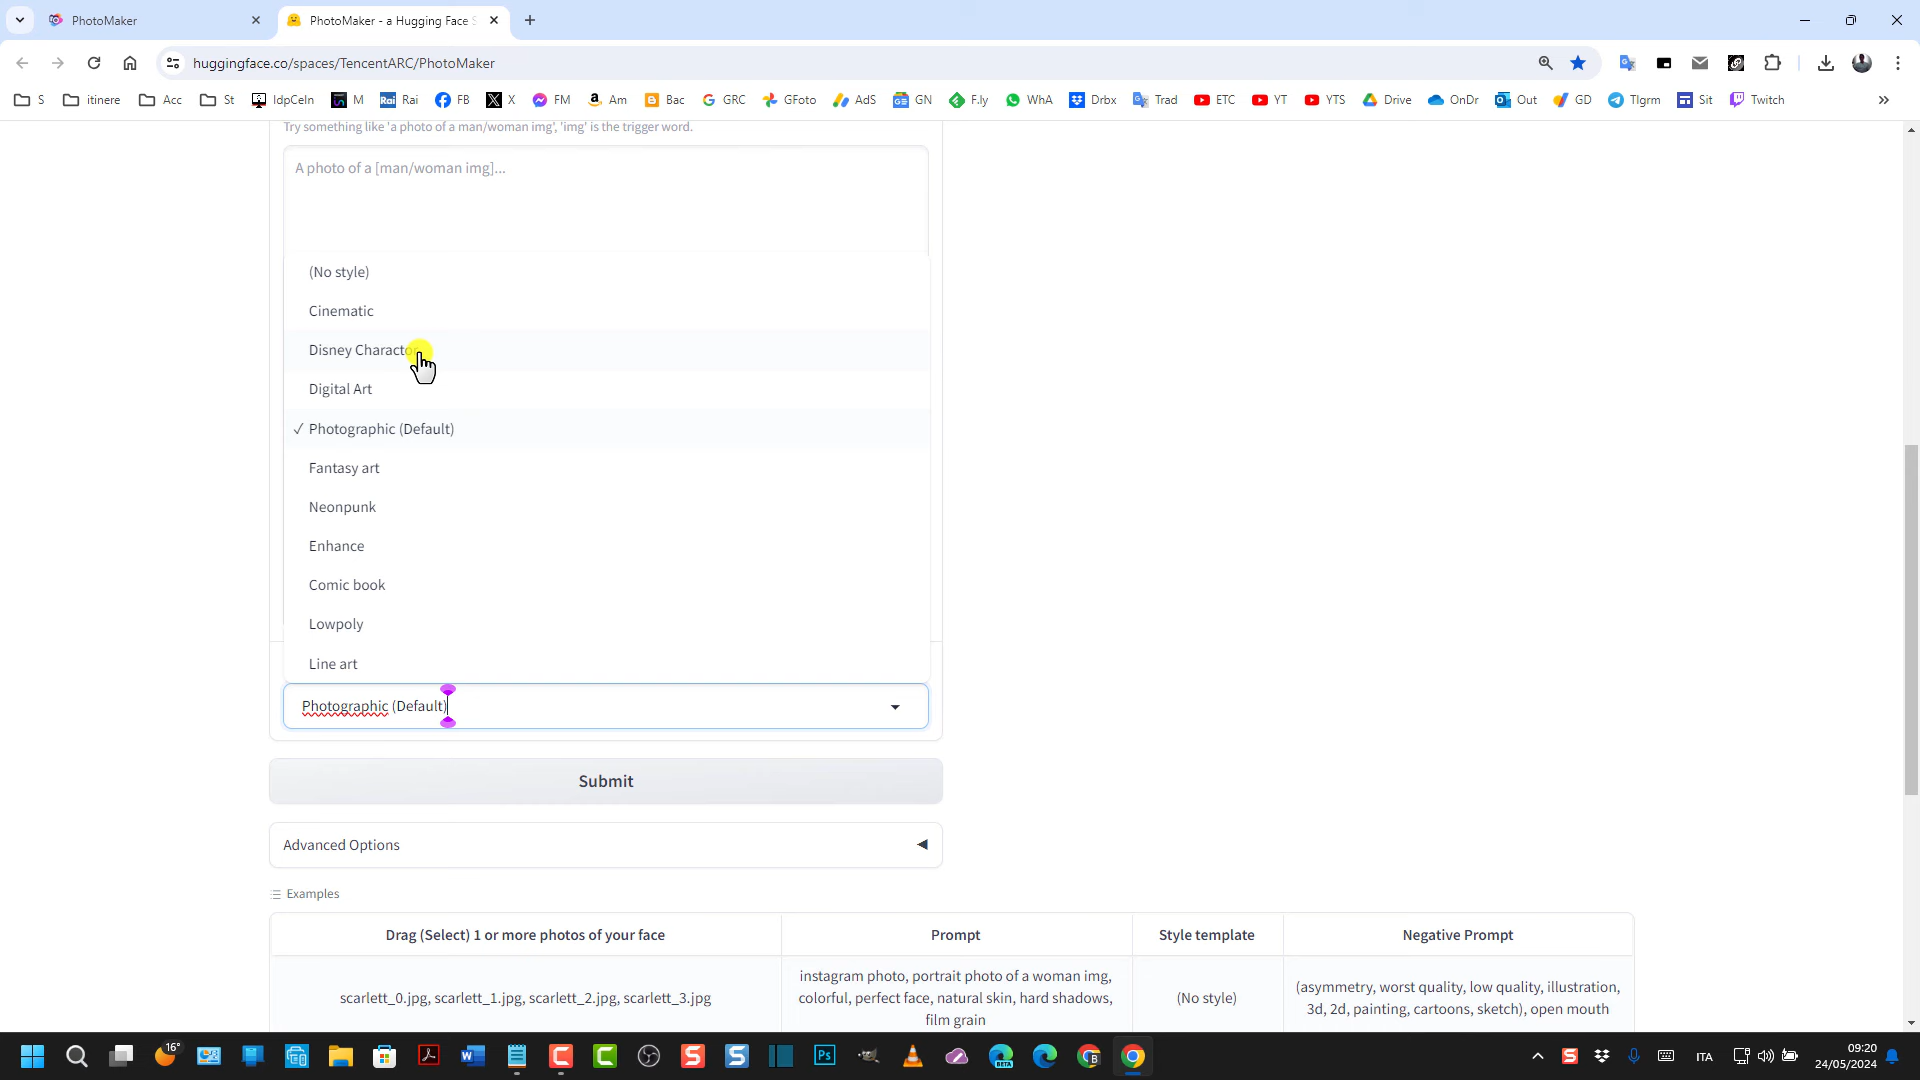 PhotoMaker
PhotoMaker - a Hugging Face S
huggingface.co/spaces/TencentARC/PhotoMaker
S
itinere
Acc
St
IdpCeIn
M
Rai
FB
X
FM
Am
Bac
GRC
GFoto
AdS
GN
F.ly
WhA
Drbx
Trad
ETC
YT
YTS
Drive
OnDr
Out
GD
Tlgrm
Sit
Twitch
Try something like 'a photo of a man/woman img', 'img' is the trigger word.
A photo of a [man/woman img]...
(No style)
Cinematic
Disney Charactor
Digital Art
✓ Photographic (Default)
Fantasy art
Neonpunk
Enhance
Comic book
Lowpoly
Line art
Photographic (Default)
Submit
Advanced Options
Examples
Drag (Select) 1 or more photos of your face
Prompt
Style template
Negative Prompt
scarlett_0.jpg, scarlett_1.jpg, scarlett_2.jpg, scarlett_3.jpg
instagram photo, portrait photo of a woman img,
colorful, perfect face, natural skin, hard shadows,
film grain
(No style)
(asymmetry, worst quality, low quality, illustration,
3d, 2d, painting, cartoons, sketch), open mouth
16°
ITA
09:20
24/05/2024